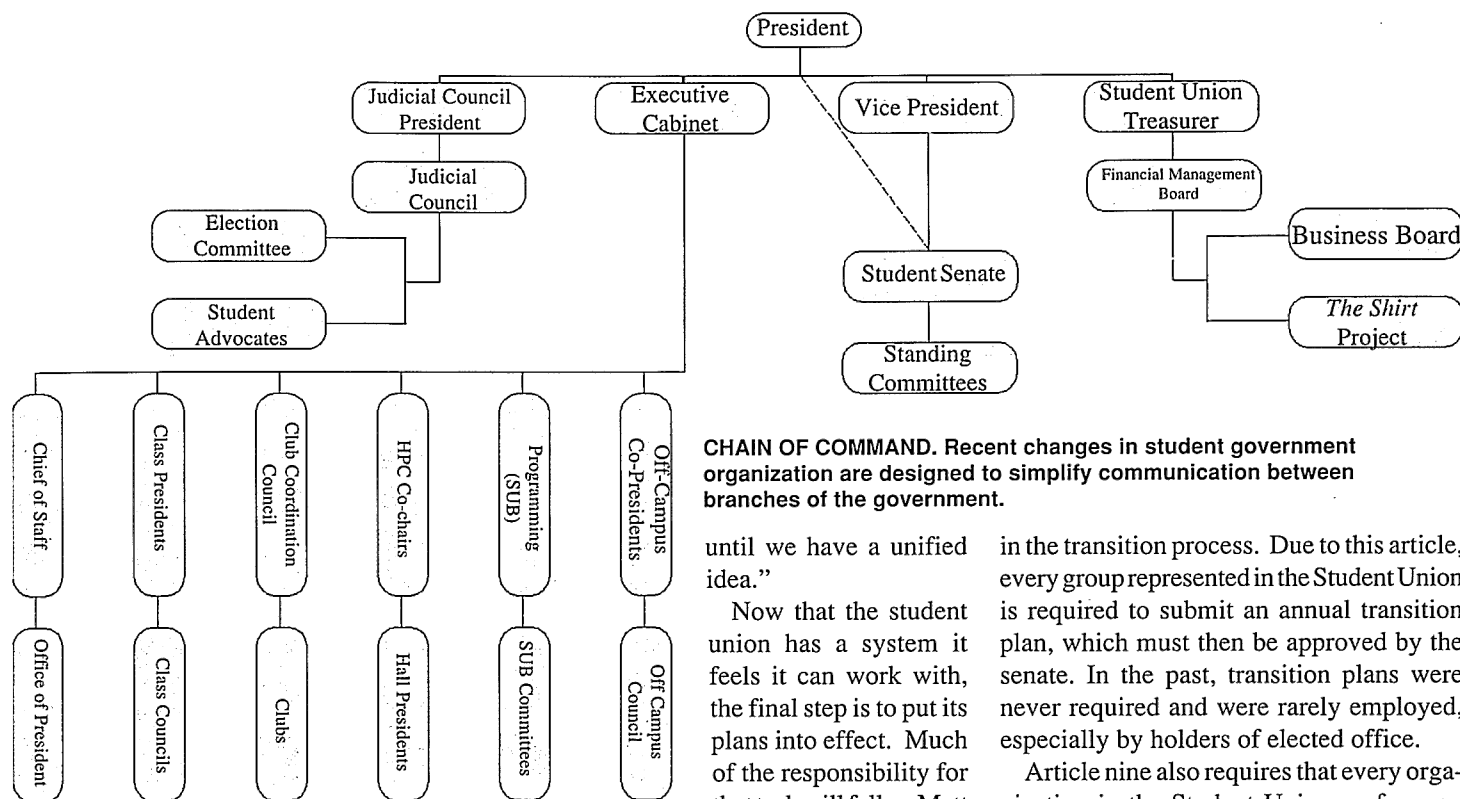 President
Judicial Council
President
Executive
Cabinet
Vice President
Student Union
Treasurer
Judicial
Council
Financial Management
Board
Election
Committee
Business Board
Student Senate
Student
Advocates
The Shirt
Project
Standing
Committees
Chief of Staff
Class Presidents
Club Coordination
Council
HPC Co-chairs
Programming
(SUB)
Off-Campus
Co-Presidents
Office of President
Class Councils
Clubs
Hall Presidents
SUB Committees
Off Campus
Council
CHAIN OF COMMAND. Recent changes in student government
organization are designed to simplify communication between
branches of the government.
until we have a unified
idea.”
Now that the student
union has a system it
feels it can work with,
the final step is to put its
plans into effect. Much
of the responsibility for
in the transition process. Due to this article,
every group represented in the Student Union
is required to submit an annual transition
plan, which must then be approved by the
senate. In the past, transition plans were
never required and were rarely employed,
especially by holders of elected office.
Article nine also requires that every orga-